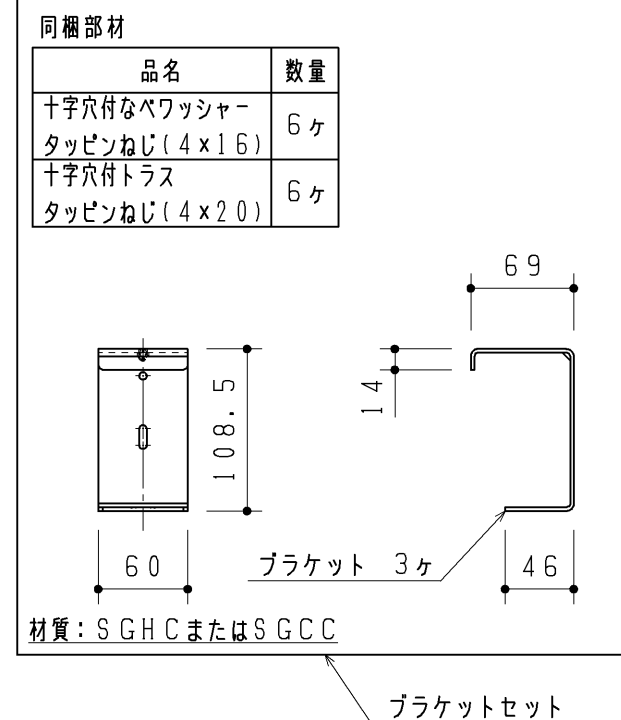 同梱部材
品名 数量
十字穴付なベワッシャー
タッピンねじ(4×16) 6ヶ
十字穴付トラス
タッピンねじ(4×20) 6ヶ
69
14
108.5
60
ブラケット 3ヶ
46
材質:SGHCまたはSGCC
ブラケットセット